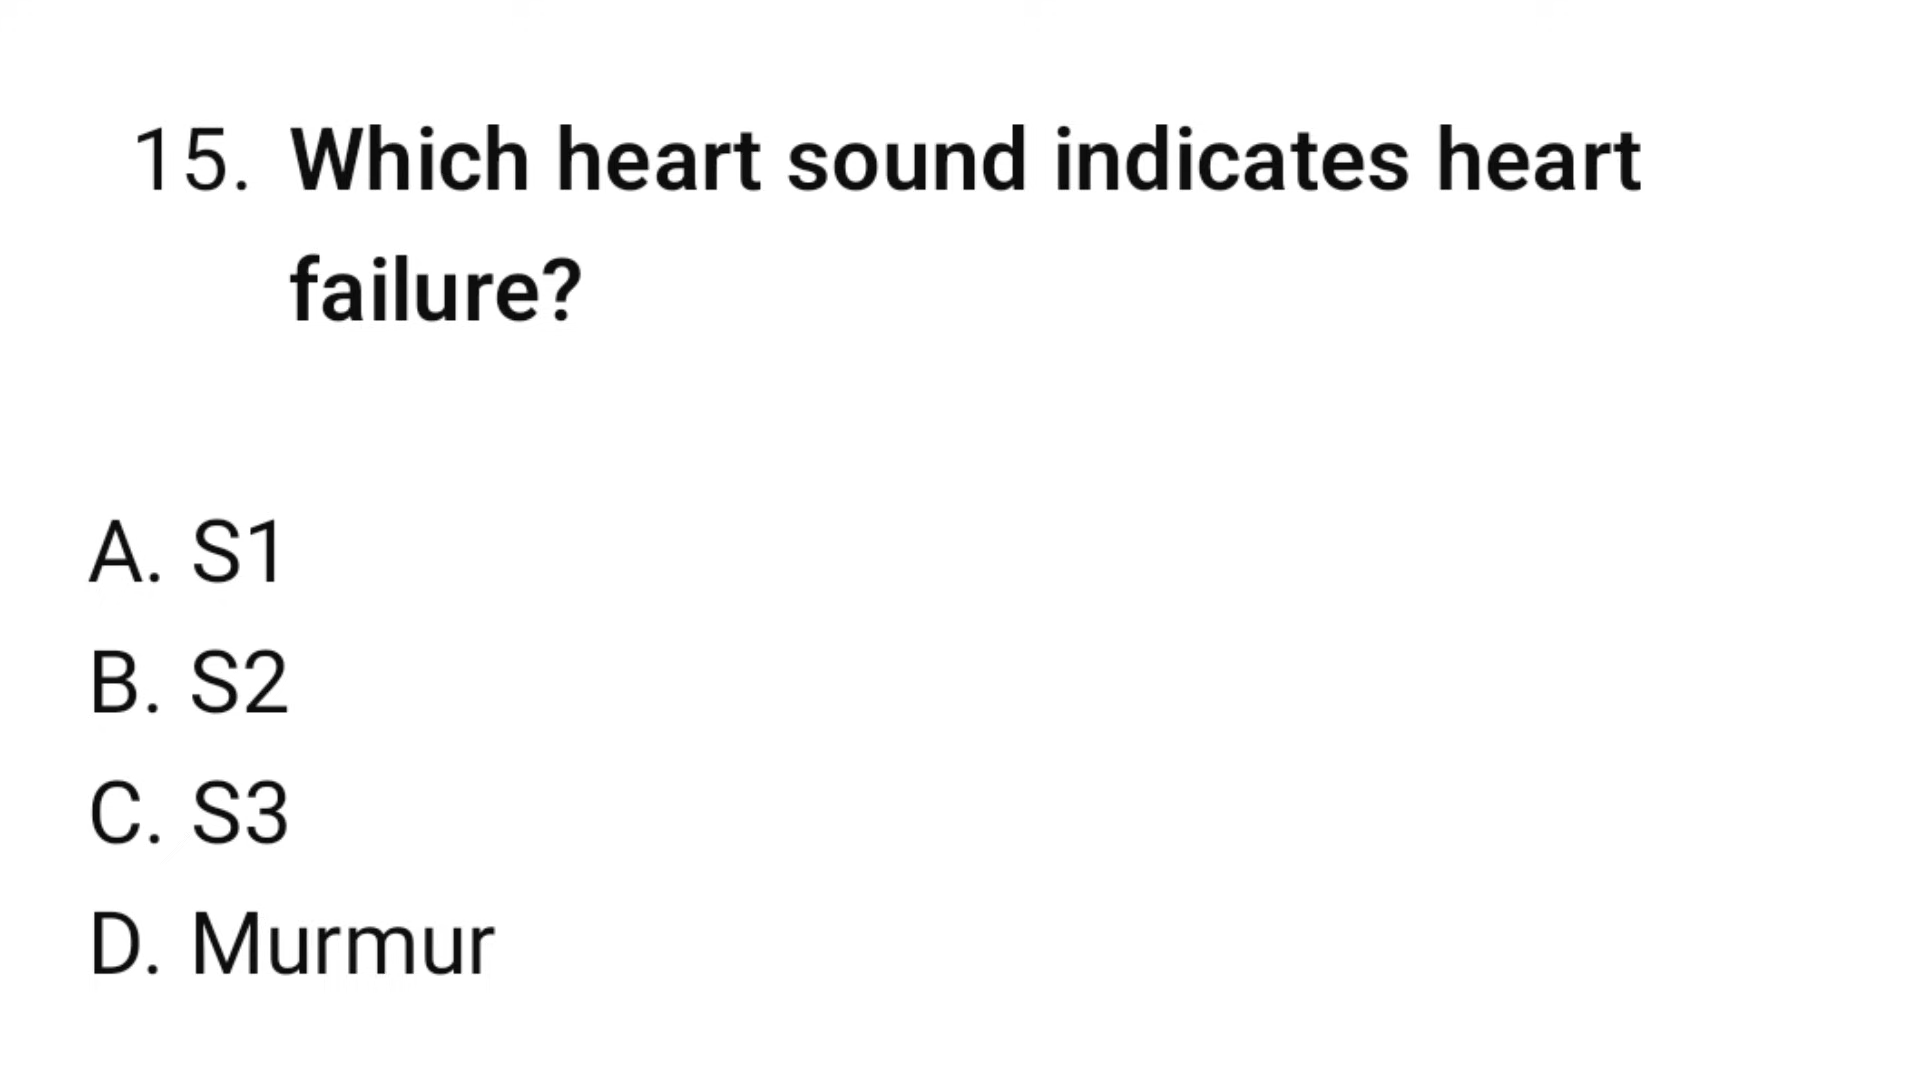 15. Which heart sound indicates heart
failure?
A. S1
B. S2
C. S3
D. Murmur